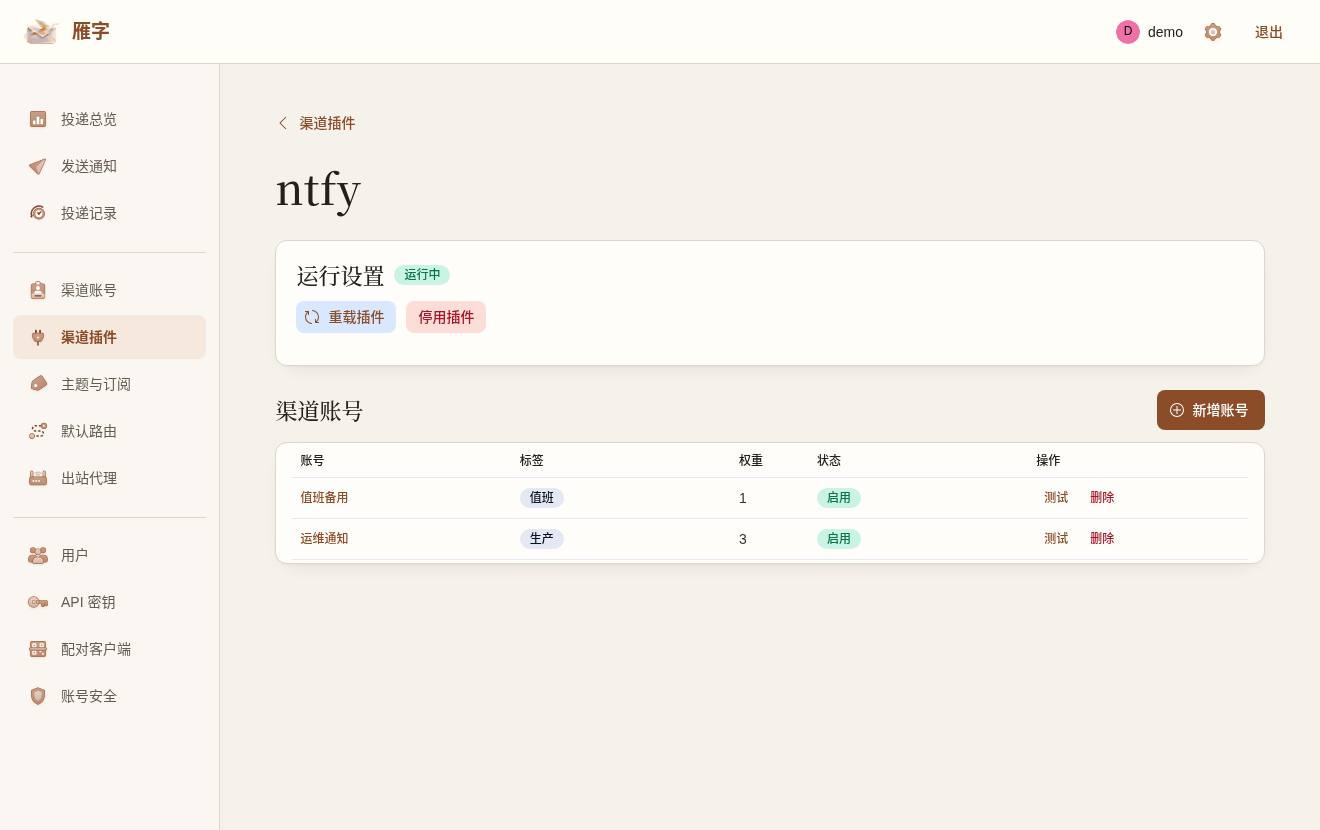 雁字
D demo 退出
投递总览
发送通知
投递记录
渠道账号
渠道插件
主题与订阅
默认路由
出站代理
用户
API 密钥
配对客户端
账号安全
渠道插件
ntfy
运行设置 运行中
重载插件 停用插件
渠道账号 新增账号
账号 标签 权重 状态 操作
值班备用 值班 1 启用 测试 删除
运维通知 生产 3 启用 测试 删除